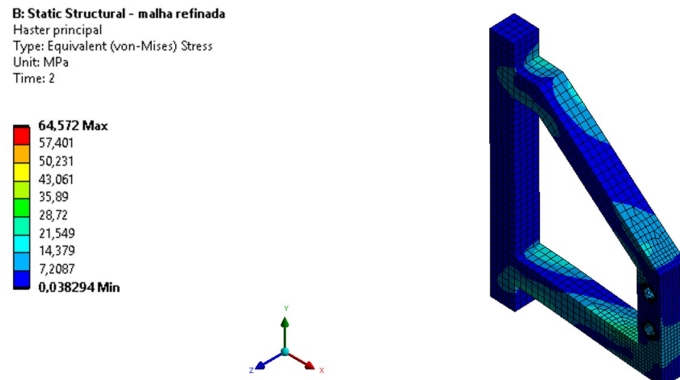 B: Static Structural - malha refinada
Haster principal
Type: Equivalent (von-Mises) Stress
Unit: MPa
Time: 2
64,572 Max
57,401
50,231
43,061
35,89
28,72
21,549
14,379
7,2087
0,038294 Min
Y
Z
X